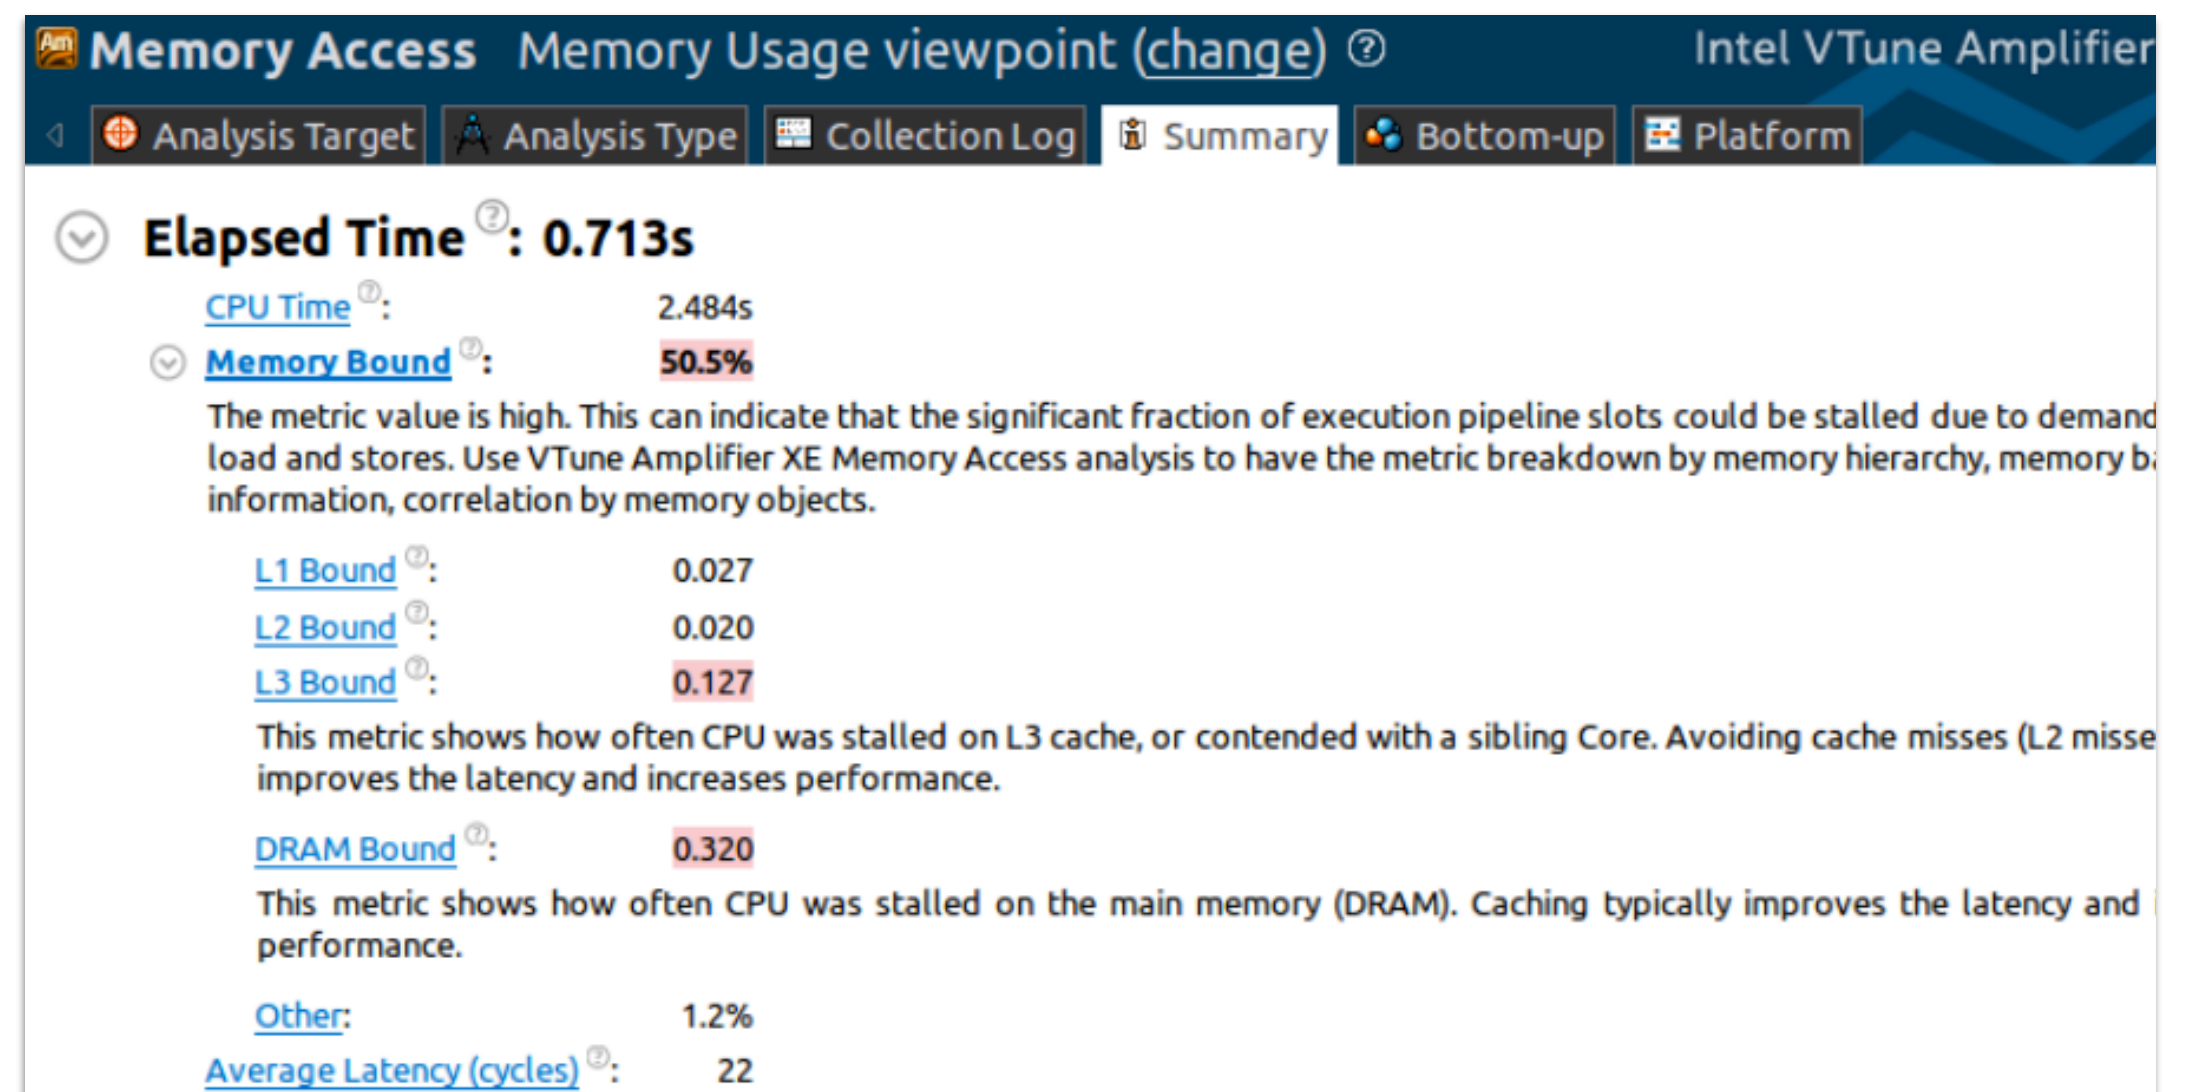 Am Memory Access Memory Usage viewpoint (change) ? Intel VTune Amplifier
Analysis Target Analysis Type Collection Log Summary Bottom-up Platform
Elapsed Time ?: 0.713s
CPU Time ?: 2.484s
Memory Bound ?: 50.5%
The metric value is high. This can indicate that the significant fraction of execution pipeline slots could be stalled due to demand
load and stores. Use VTune Amplifier XE Memory Access analysis to have the metric breakdown by memory hierarchy, memory
information, correlation by memory objects.
L1 Bound ?: 0.027
L2 Bound ?: 0.020
L3 Bound ?: 0.127
This metric shows how often CPU was stalled on L3 cache, or contended with a sibling Core. Avoiding cache misses (L2 misse
improves the latency and increases performance.
DRAM Bound ?: 0.320
This metric shows how often CPU was stalled on the main memory (DRAM). Caching typically improves the latency and
performance.
Other: 1.2%
Average Latency (cycles) ?: 22